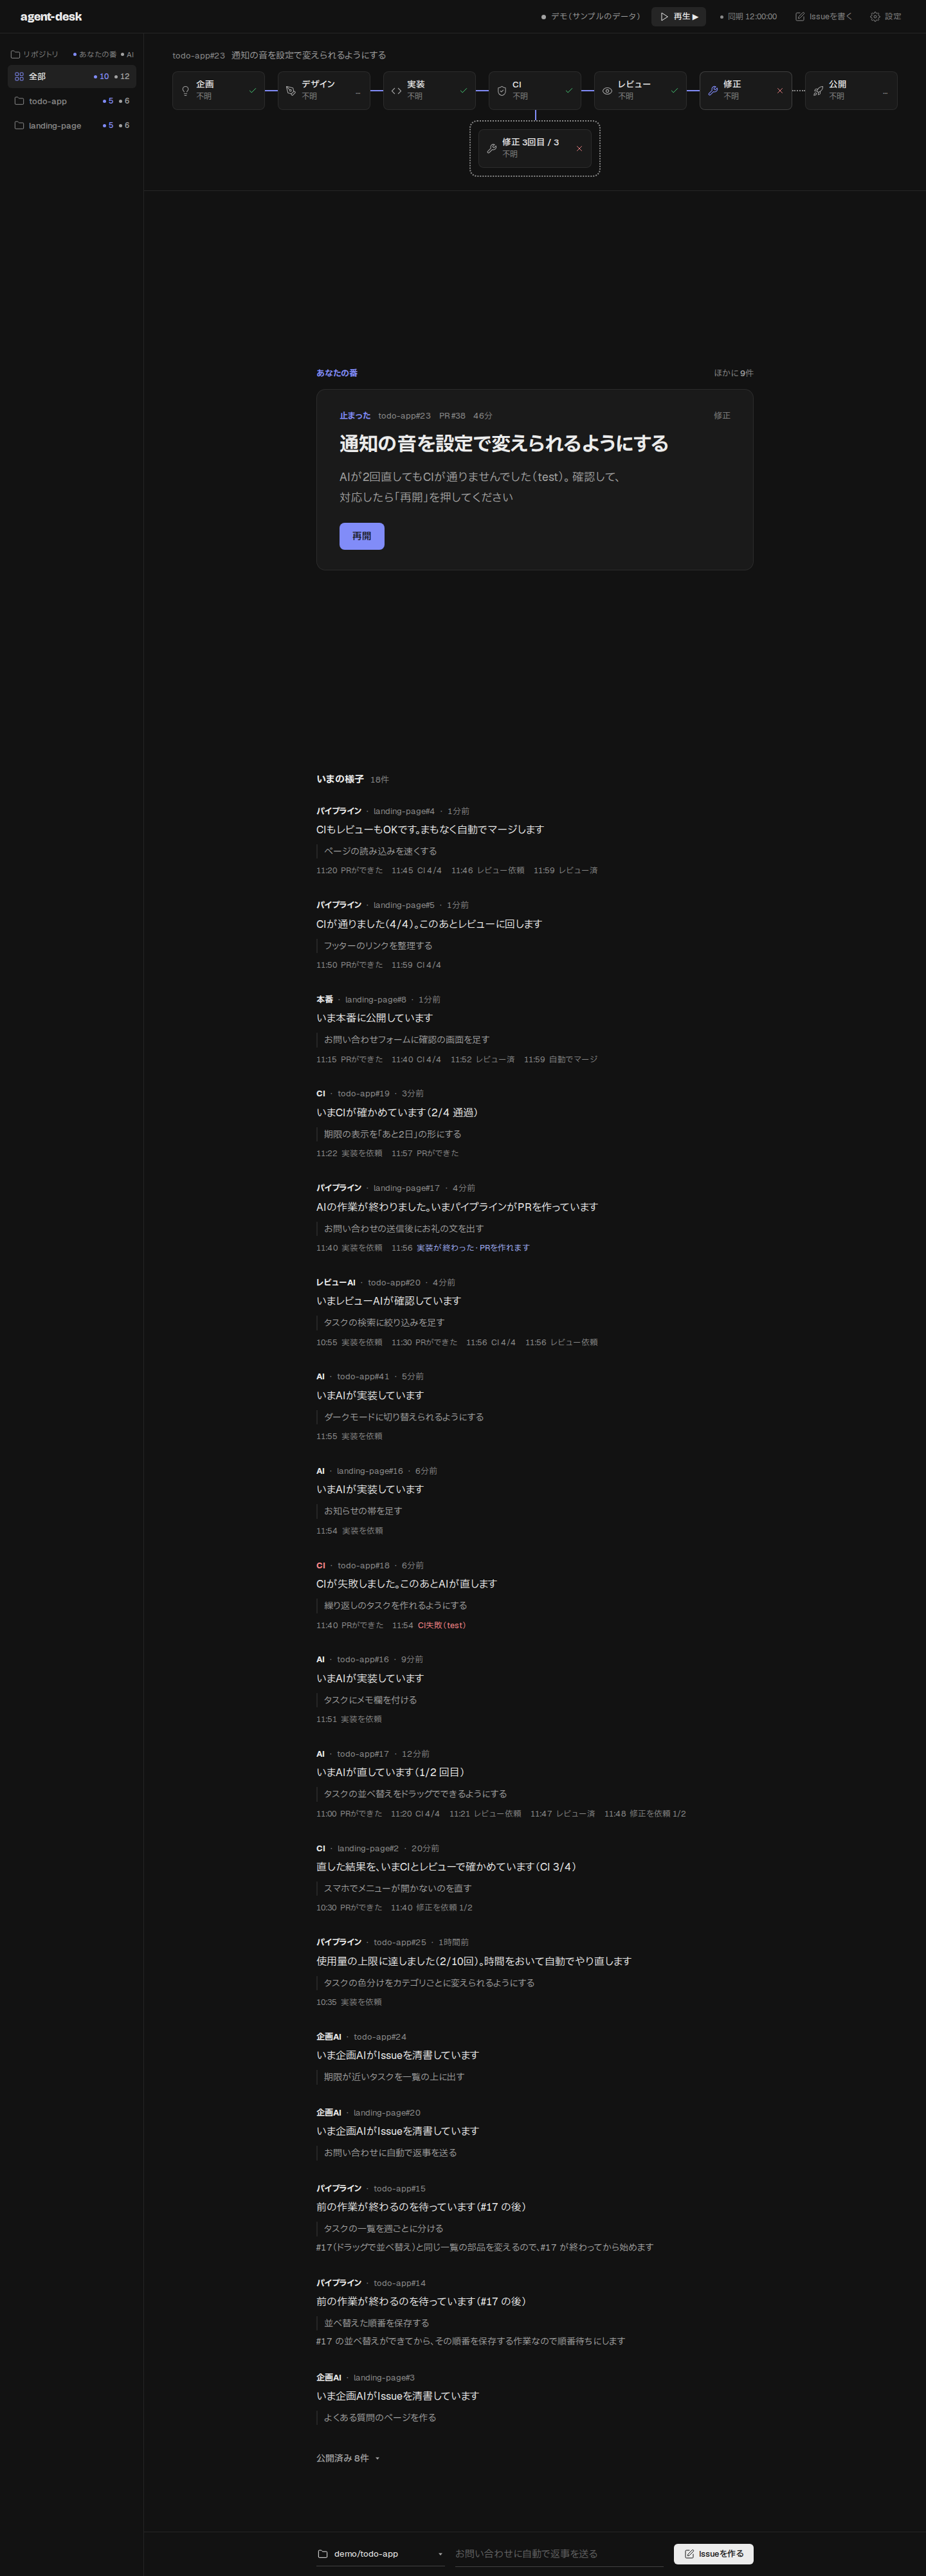 agent-desk
デモ(サンプルのデータ)
再生 ▶
同期 12:00:00
Issueを書く
設定
リポジトリ
あなたの番
AI
全部
10
12
todo-app
5
6
landing-page
5
6
todo-app#23 通知の音を設定で変えられるようにする
企画
不明
デザイン
不明
実装
不明
CI
不明
レビュー
不明
修正
不明
公開
不明
修正 3回目 / 3
不明
あなたの番
ほかに 9件
止まった todo-app#23 PR #38 46分
修正
通知の音を設定で変えられるようにする
AIが2回直してもCIが通りませんでした(test)。確認して、
対応したら「再開」を押してください
再開
いまの様子 18件
パイプライン · landing-page#4 · 1分前
CIもレビューもOKです。まもなく自動でマージします
ページの読み込みを速くする
11:20 PRができた 11:45 CI 4/4 11:46 レビュー依頼 11:59 レビュー済
パイプライン · landing-page#5 · 1分前
CIが通りました(4/4)。このあとレビューに回します
フッターのリンクを整理する
11:50 PRができた 11:59 CI 4/4
本番 · landing-page#8 · 1分前
いま本番に公開しています
お問い合わせフォームに確認の画面を足す
11:15 PRができた 11:40 CI 4/4 11:52 レビュー済 11:59 自動でマージ
CI · todo-app#19 · 3分前
いまCIが確かめています(2/4 通過)
期限の表示を「あと2日」の形にする
11:22 実装を依頼 11:57 PRができた
パイプライン · landing-page#17 · 4分前
AIの作業が終わりました。いまパイプラインがPRを作っています
お問い合わせの送信後にお礼の文を出す
11:40 実装を依頼 11:56 実装が終わった · PRを作れます
レビューAI · todo-app#20 · 4分前
いまレビューAIが確認しています
タスクの検索に絞り込みを足す
10:55 実装を依頼 11:30 PRができた 11:56 CI 4/4 11:56 レビュー依頼
AI · todo-app#41 · 5分前
いまAIが実装しています
ダークモードに切り替えられるようにする
11:55 実装を依頼
AI · landing-page#16 · 6分前
いまAIが実装しています
お知らせの帯を足す
11:54 実装を依頼
CI · todo-app#18 · 6分前
CIが失敗しました。このあとAIが直します
繰り返しのタスクを作れるようにする
11:40 PRができた 11:54 CI失敗(test)
AI · todo-app#16 · 9分前
いまAIが実装しています
タスクにメモ欄を付ける
11:51 実装を依頼
AI · todo-app#17 · 12分前
いまAIが直しています(1/2 回目)
タスクの並べ替えをドラッグでできるようにする
11:00 PRができた 11:20 CI 4/4 11:21 レビュー依頼 11:47 レビュー済 11:48 修正を依頼 1/2
CI · landing-page#2 · 20分前
直した結果を、いまCIとレビューで確かめています(CI 3/4)
スマホでメニューが開かないのを直す
10:30 PRができた 11:40 修正を依頼 1/2
パイプライン · todo-app#25 · 1時間前
使用量の上限に達しました(2/10回)。時間をおいて自動でやり直します
タスクの色分けをカテゴリごとに変えられるようにする
10:35 実装を依頼
企画AI · todo-app#24
いま企画AIがIssueを清書しています
期限が近いタスクを一覧の上に出す
企画AI · landing-page#20
いま企画AIがIssueを清書しています
お問い合わせに自動で返事を送る
パイプライン · todo-app#15
前の作業が終わるのを待っています(#17 の後)
タスクの一覧を週ごとに分ける
#17(ドラッグで並べ替え)と同じ一覧の部品を変えるので、#17 が終わってから始めます
パイプライン · todo-app#14
前の作業が終わるのを待っています(#17 の後)
並べ替えた順番を保存する
#17 の並べ替えができてから、その順番を保存する作業なので順番待ちにします
企画AI · landing-page#3
いま企画AIがIssueを清書しています
よくある質問のページを作る
公開済み 8件
demo/todo-app
お問い合わせに自動で返事を送る
Issueを作る